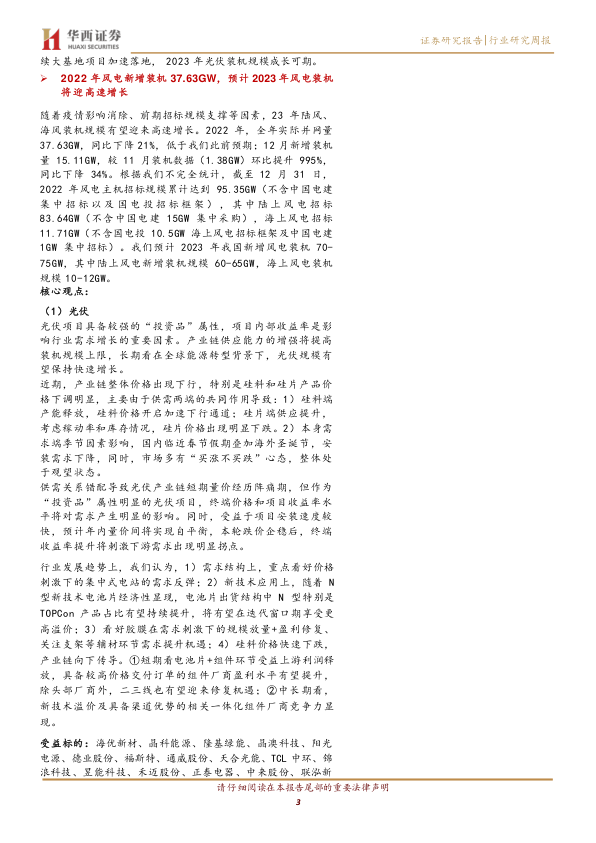 华西证券
HUAXI SECURITIES
证券研究报告|行业研究周报
续大基地项目加速落地， 2023 年光伏装机规模成长可期。
➢ 2022 年风电新增装机 37.63GW，预计 2023 年风电装机
将迎高速增长
随着疫情影响消除、前期招标规模支撑等因素，23 年陆风、
海风装机规模有望迎来高速增长。2022 年，全年实际并网量
37.63GW，同比下降 21%，低于我们此前预期；12 月新增装机
量 15.11GW，较 11 月装机数据（1.38GW）环比提升 995%，
同比下降 34%。根据我们不完全统计，截至 12 月 31 日，
2022 年风电主机招标规模累计达到 95.35GW（不含中国电建
集中招标以及国电投招标框架），其中陆上风电招标
83.64GW（不含中国电建 15GW 集中采购），海上风电招标
11.71GW（不含国电投 10.5GW 海上风电招标框架及中国电建
1GW 集中招标）。我们预计 2023 年我国新增风电装机 70-
75GW，其中陆上风电新增装机规模 60-65GW，海上风电装机
规模 10-12GW。
核心观点：
（1）光伏
光伏项目具备较强的“投资品”属性，项目内部收益率是影
响行业需求增长的重要因素。产业链供应能力的增强将提高
装机规模上限，长期看在全球能源转型背景下，光伏规模有
望保持快速增长。
近期，产业链整体价格出现下行，特别是硅料和硅片产品价
格下调明显，主要由于供需两端的共同作用导致：1）硅料端
产能释放，硅料价格开启加速下行通道；硅片端供应提升，
考虑稼动率和库存情况，硅片价格出现明显下跌。2）本身需
求端季节因素影响，国内临近春节假期叠加海外圣诞节，安
装需求下降，同时，市场多有“买涨不买跌”心态，整体处
于观望状态。
供需关系错配导致光伏产业链短期量价经历阵痛期，但作为
“投资品”属性明显的光伏项目，终端价格和项目收益率水
平将对需求产生明显的影响。同时，受益于项目安装速度较
快，预计年内量价间将实现自平衡，本轮跌价企稳后，终端
收益率提升将刺激下游需求出现明显拐点。
行业发展趋势上，我们认为，1）需求结构上，重点看好价格
刺激下的集中式电站的需求反弹；2）新技术应用上，随着 N
型新技术电池片经济性显现，电池片出货结构中 N 型特别是
TOPCon 产品占比有望持续提升，将有望在迭代窗口期享受更
高溢价；3）看好胶膜在需求刺激下的规模放量+盈利修复、
关注支架等辅材环节需求提升机遇；4）硅料价格快速下跌，
产业链向下传导。①短期看电池片+组件环节受益上游利润释
放，具备较高价格交付订单的组件厂商盈利水平有望提升，
除头部厂商外，二三线也有望迎来修复机遇；②中长期看，
新技术溢价及具备渠道优势的相关一体化组件厂商竞争力显
现。
受益标的：海优新材、晶科能源、隆基绿能、晶澳科技、阳光
电源、德业股份、福斯特、通威股份、天合光能、TCL 中环、锦
浪科技、昱能科技、禾迈股份、正泰电器、中来股份、联泓新
请仔细阅读在本报告尾部的重要法律声明
3